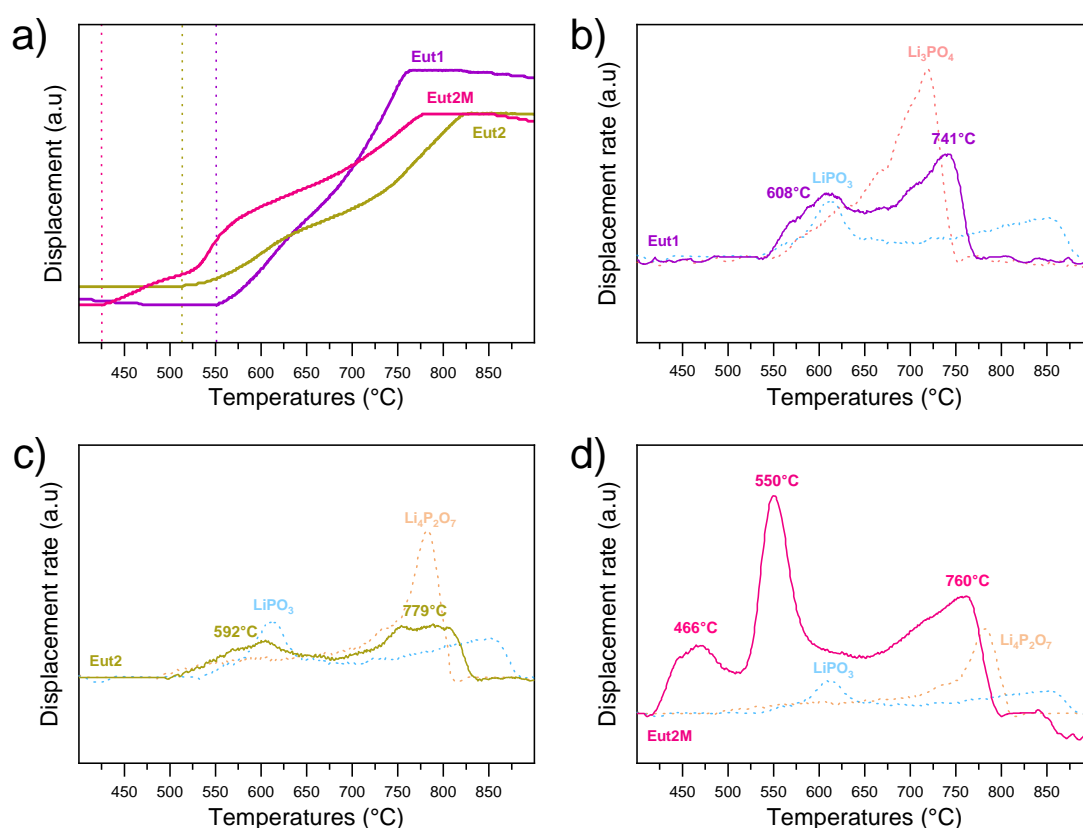 a)
Displacement (a.u)
Eut1
Eut2M
Eut2
450 500 550 600 650 700 750 800 850
Temperatures (°C)
b)
Displacement rate (a.u)
Li₃PO₄
741°C
608°C
LiPO₃
Eut1
450 500 550 600 650 700 750 800 850
Temperatures (°C)
c)
Displacement rate (a.u)
Li₄P₂O₇
LiPO₃
779°C
592°C
Eut2
450 500 550 600 650 700 750 800 850
Temperatures (°C)
d)
Displacement rate (a.u)
550°C
760°C
466°C
Li₄P₂O₇
LiPO₃
Eut2M
450 500 550 600 650 700 750 800 850
Temperatures (°C)